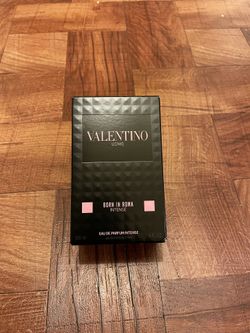 VALENTINO
UOMO
BORN IN ROMA
INTENSE
EAU DE PARFUM INTENSE